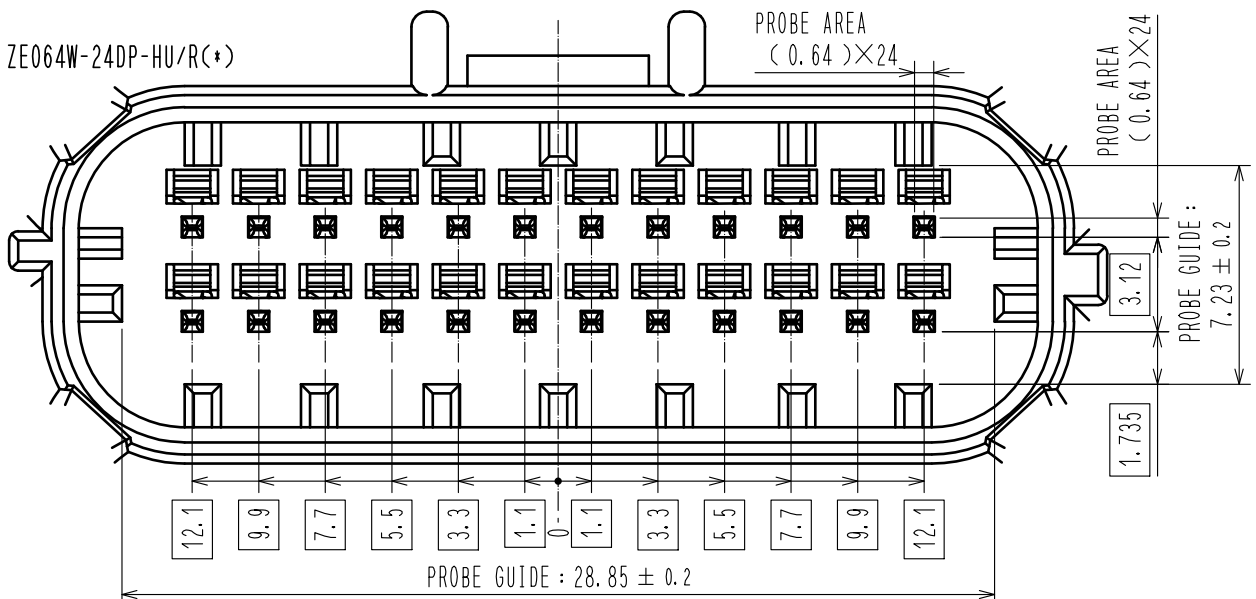 ZE064W-24DP-HU/R(*)
PROBE AREA
(0.64)×24
PROBE AREA
(0.64)×24
PROBE GUIDE:
7.23±0.2
3.12
1.735
12.1 9.9 7.7 5.5 3.3 1.1 0 1.1 3.3 5.5 7.7 9.9 12.1
PROBE GUIDE:28.85±0.2